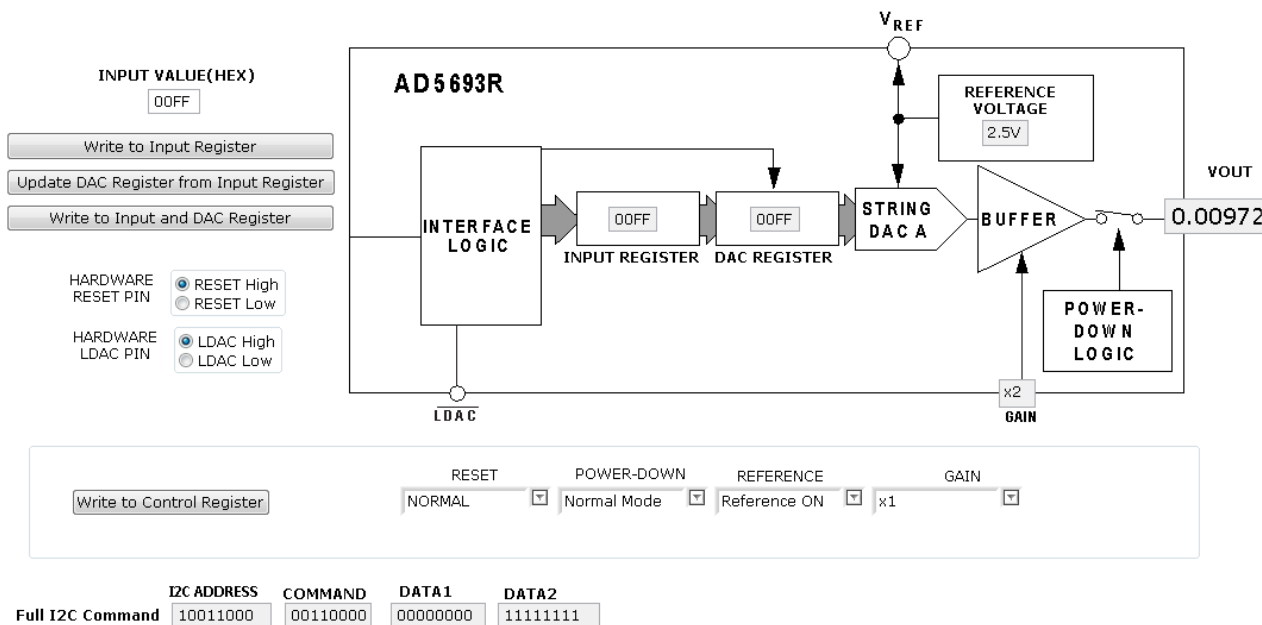 V REF
INPUT VALUE(HEX)
00FF
AD5693R
REFERENCE
VOLTAGE
2.5V
Write to Input Register
Update DAC Register from Input Register
Write to Input and DAC Register
INTERFACE
LOGIC
00FF
INPUT REGISTER
00FF
DAC REGISTER
STRING
DAC A
BUFFER
VOUT
0.00972
HARDWARE
RESET PIN
RESET High
RESET Low
HARDWARE
LDAC PIN
LDAC High
LDAC Low
POWER-
DOWN
LOGIC
LDAC
x2
GAIN
Write to Control Register
RESET
NORMAL
POWER-DOWN
Normal Mode
REFERENCE
Reference ON
GAIN
x1
I2C ADDRESS COMMAND DATA1 DATA2
Full I2C Command 10011000 00110000 00000000 11111111